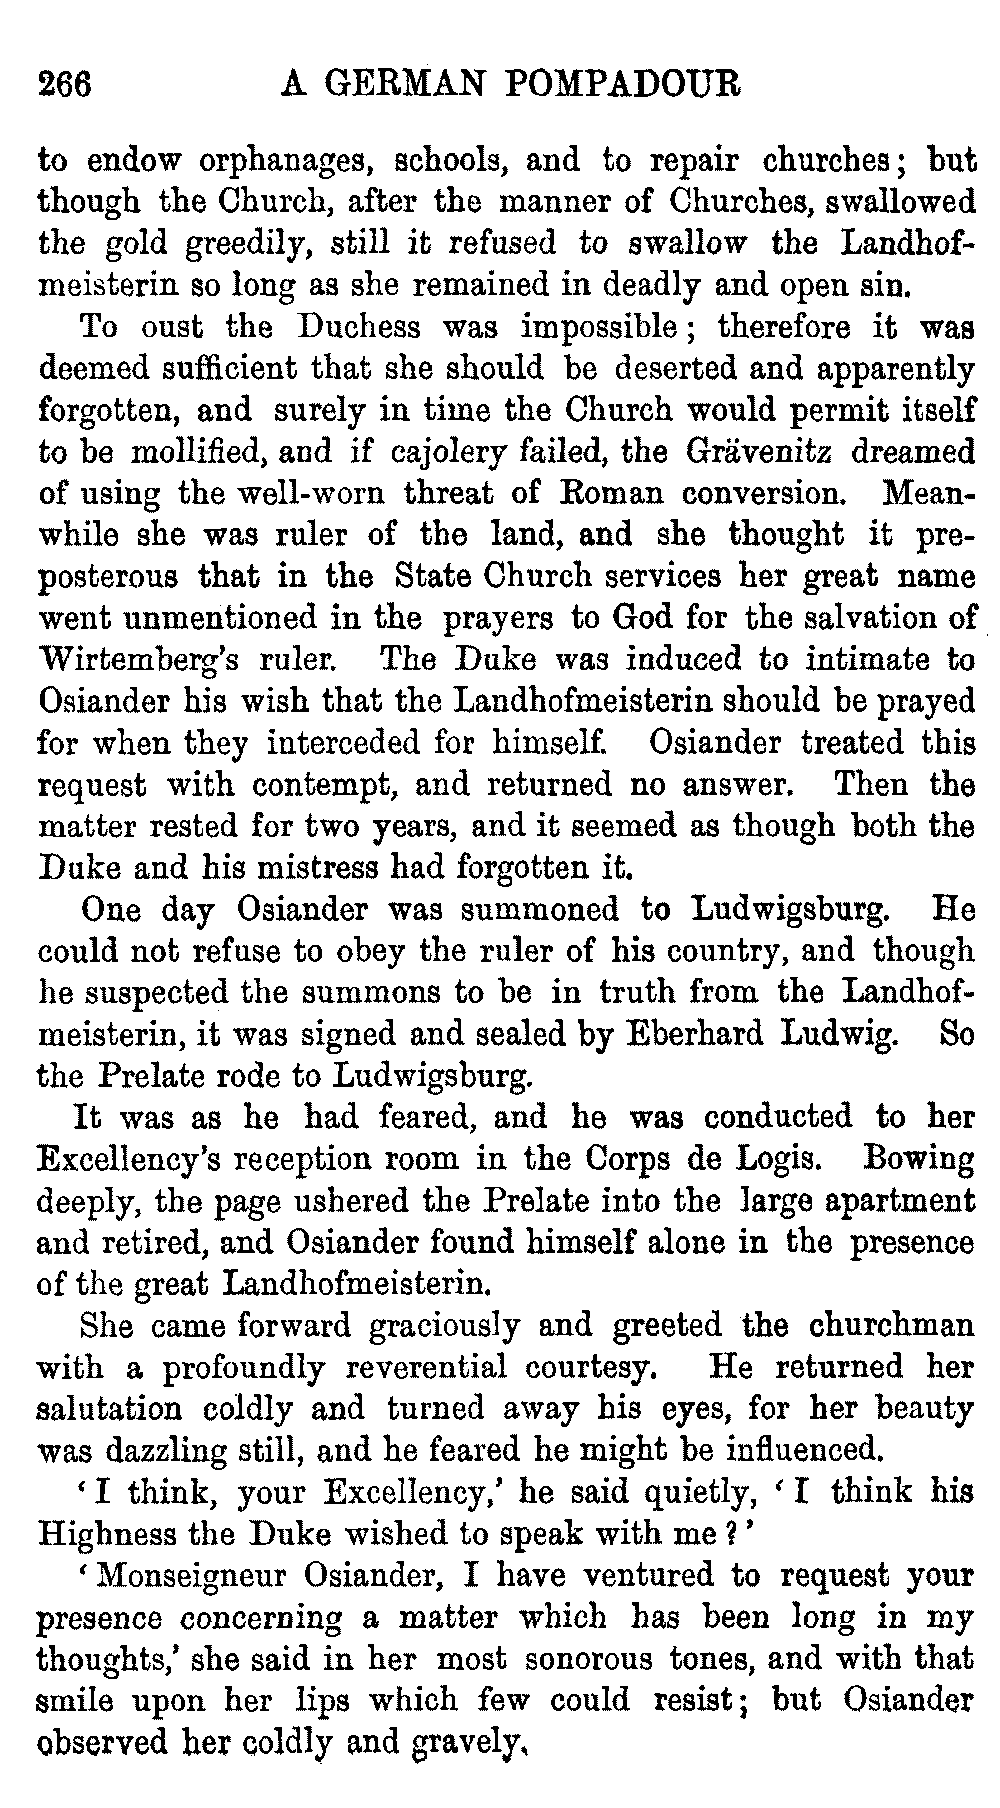 266 A GERMAN POMPADOUR
to endow orphanages, schools, and to repair churches; but
though the Church, after the manner of Churches, swallowed
the gold greedily, still it refused to swallow the Landhof-
meisterin so long as she remained in deadly and open sin.
To oust the Duchess was impossible; therefore it was
deemed sufficient that she should be deserted and apparently
forgotten, and surely in time the Church would permit itself
to be mollified, and if cajolery failed, the Grävenitz dreamed
of using the well-worn threat of Roman conversion. Mean-
while she was ruler of the land, and she thought it pre-
posterous that in the State Church services her great name
went unmentioned in the prayers to God for the salvation of
Wirtemberg's ruler. The Duke was induced to intimate to
Osiander his wish that the Landhofmeisterin should be prayed
for when they interceded for himself. Osiander treated this
request with contempt, and returned no answer. Then the
matter rested for two years, and it seemed as though both the
Duke and his mistress had forgotten it.
One day Osiander was summoned to Ludwigsburg. He
could not refuse to obey the ruler of his country, and though
he suspected the summons to be in truth from the Landhof-
meisterin, it was signed and sealed by Eberhard Ludwig. So
the Prelate rode to Ludwigsburg.
It was as he had feared, and he was conducted to her
Excellency's reception room in the Corps de Logis. Bowing
deeply, the page ushered the Prelate into the large apartment
and retired, and Osiander found himself alone in the presence
of the great Landhofmeisterin.
She came forward graciously and greeted the churchman
with a profoundly reverential courtesy. He returned her
salutation coldly and turned away his eyes, for her beauty
was dazzling still, and he feared he might be influenced.
'I think, your Excellency,' he said quietly, 'I think his
Highness the Duke wished to speak with me?'
'Monseigneur Osiander, I have ventured to request your
presence concerning a matter which has been long in my
thoughts,' she said in her most sonorous tones, and with that
smile upon her lips which few could resist; but Osiander
observed her coldly and gravely.